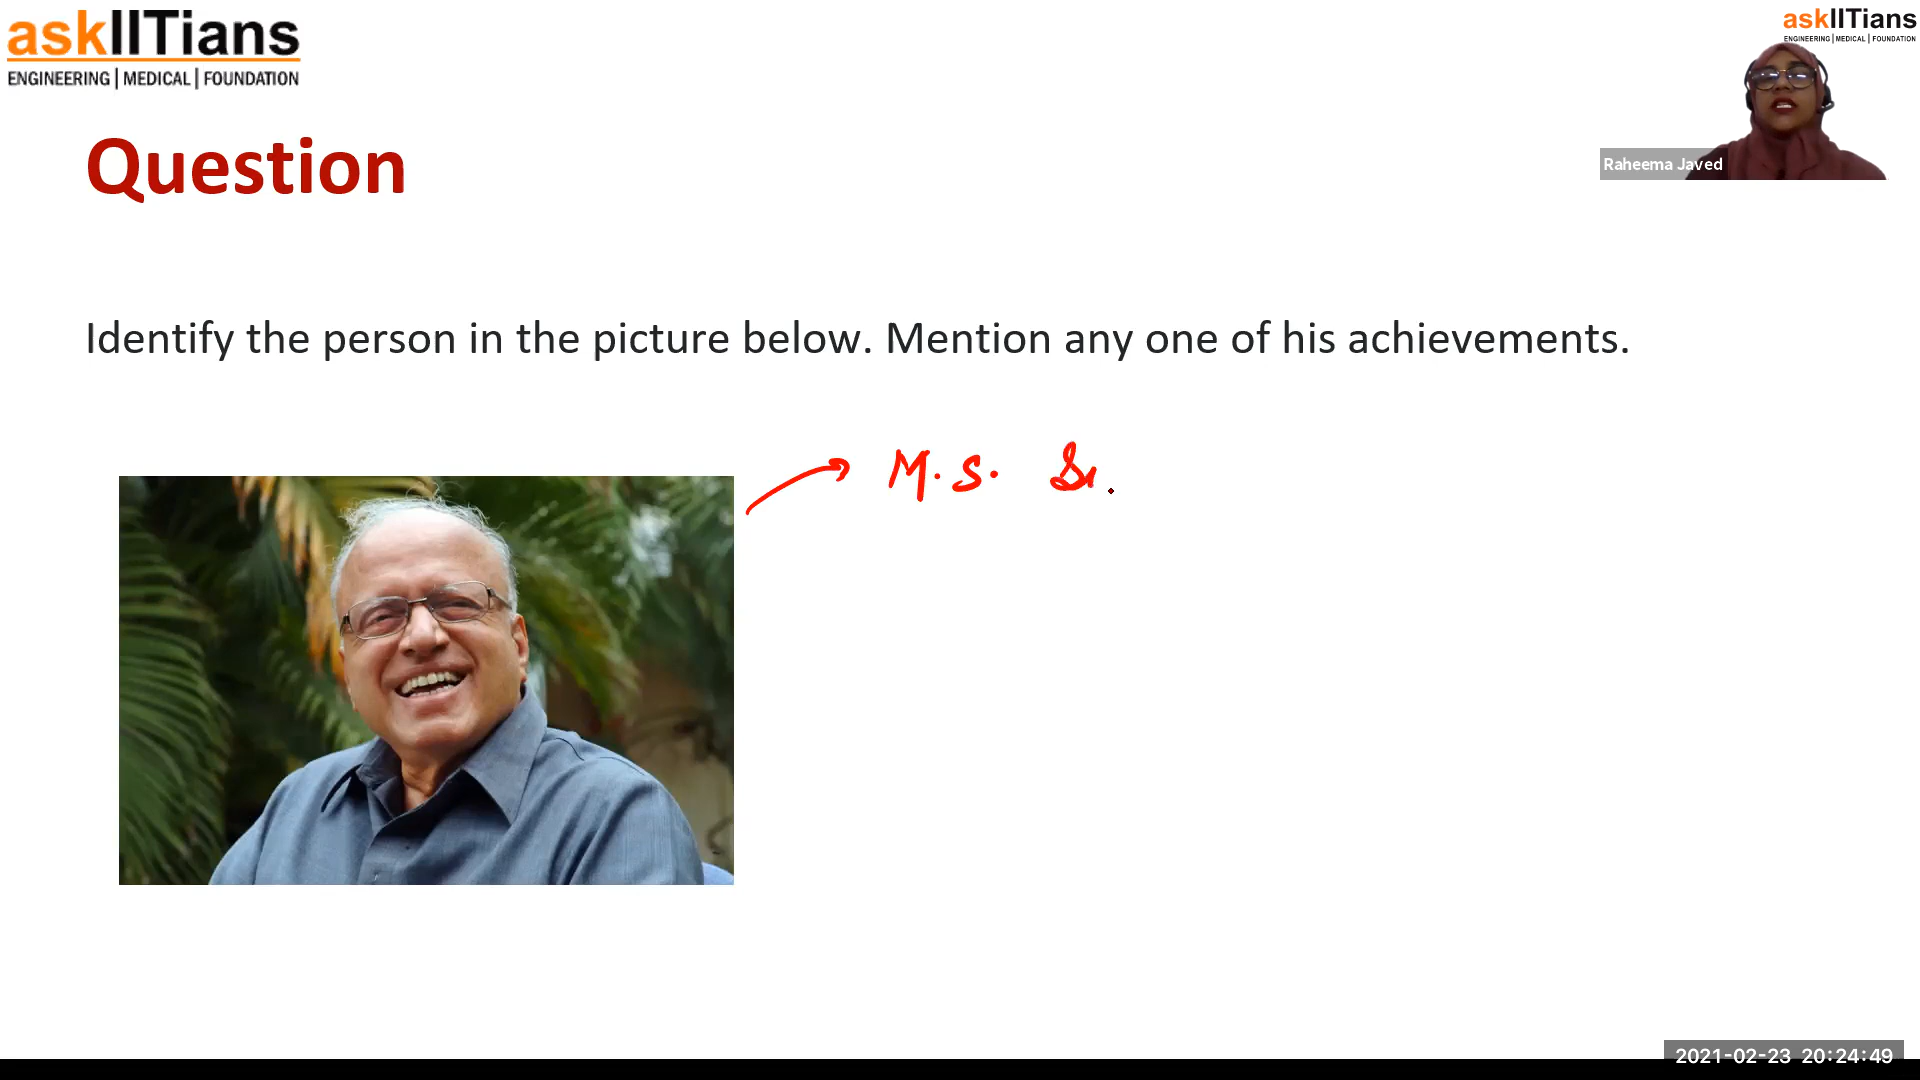 askIITians
ENGINEERING | MEDICAL | FOUNDATION
askIITians
ENGINEERING | MEDICAL | FOUNDATION
Raheema Javed
Question
Identify the person in the picture below. Mention any one of his achievements.
M.S.
2021-02-23 20:24:49